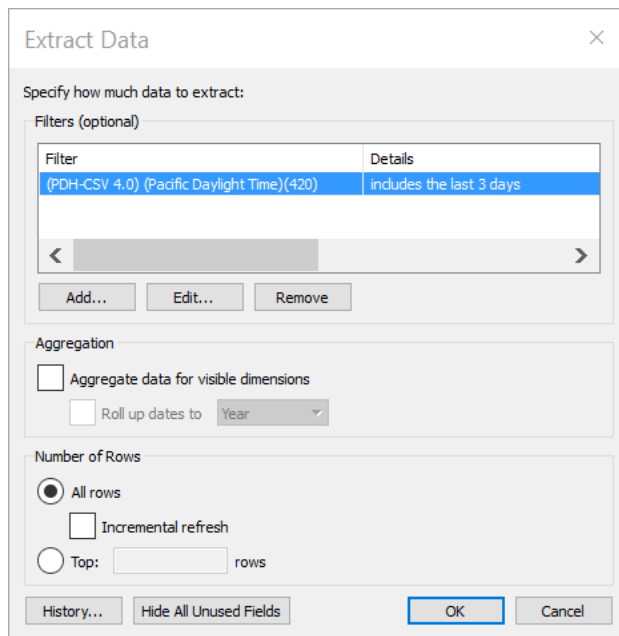 Extract Data
Specify how much data to extract:
Filters (optional)
Filter Details
(PDH-CSV 4.0) (Pacific Daylight Time)(420) includes the last 3 days
Add... Edit... Remove
Aggregation
Aggregate data for visible dimensions
Roll up dates to Year
Number of Rows
All rows
Incremental refresh
Top: rows
History... Hide All Unused Fields OK Cancel